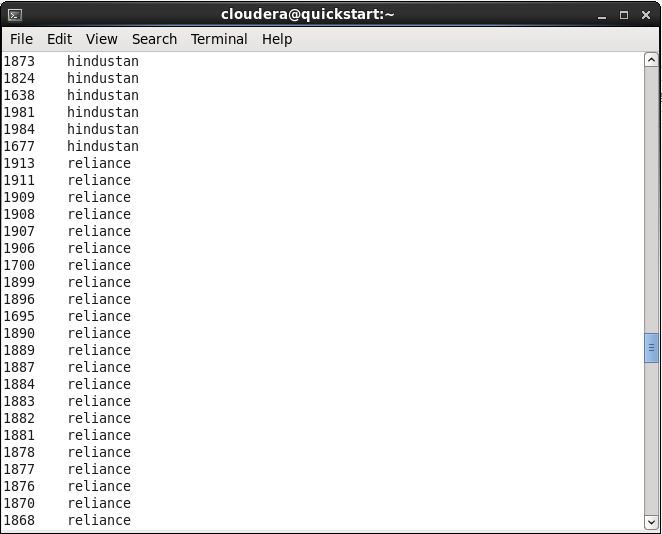 cloudera@quickstart:~
File Edit View Search Terminal Help
1873 hindustan
1824 hindustan
1638 hindustan
1981 hindustan
1984 hindustan
1677 hindustan
1913 reliance
1911 reliance
1909 reliance
1908 reliance
1907 reliance
1906 reliance
1700 reliance
1899 reliance
1896 reliance
1695 reliance
1890 reliance
1889 reliance
1887 reliance
1884 reliance
1883 reliance
1882 reliance
1881 reliance
1878 reliance
1877 reliance
1876 reliance
1870 reliance
1868 reliance